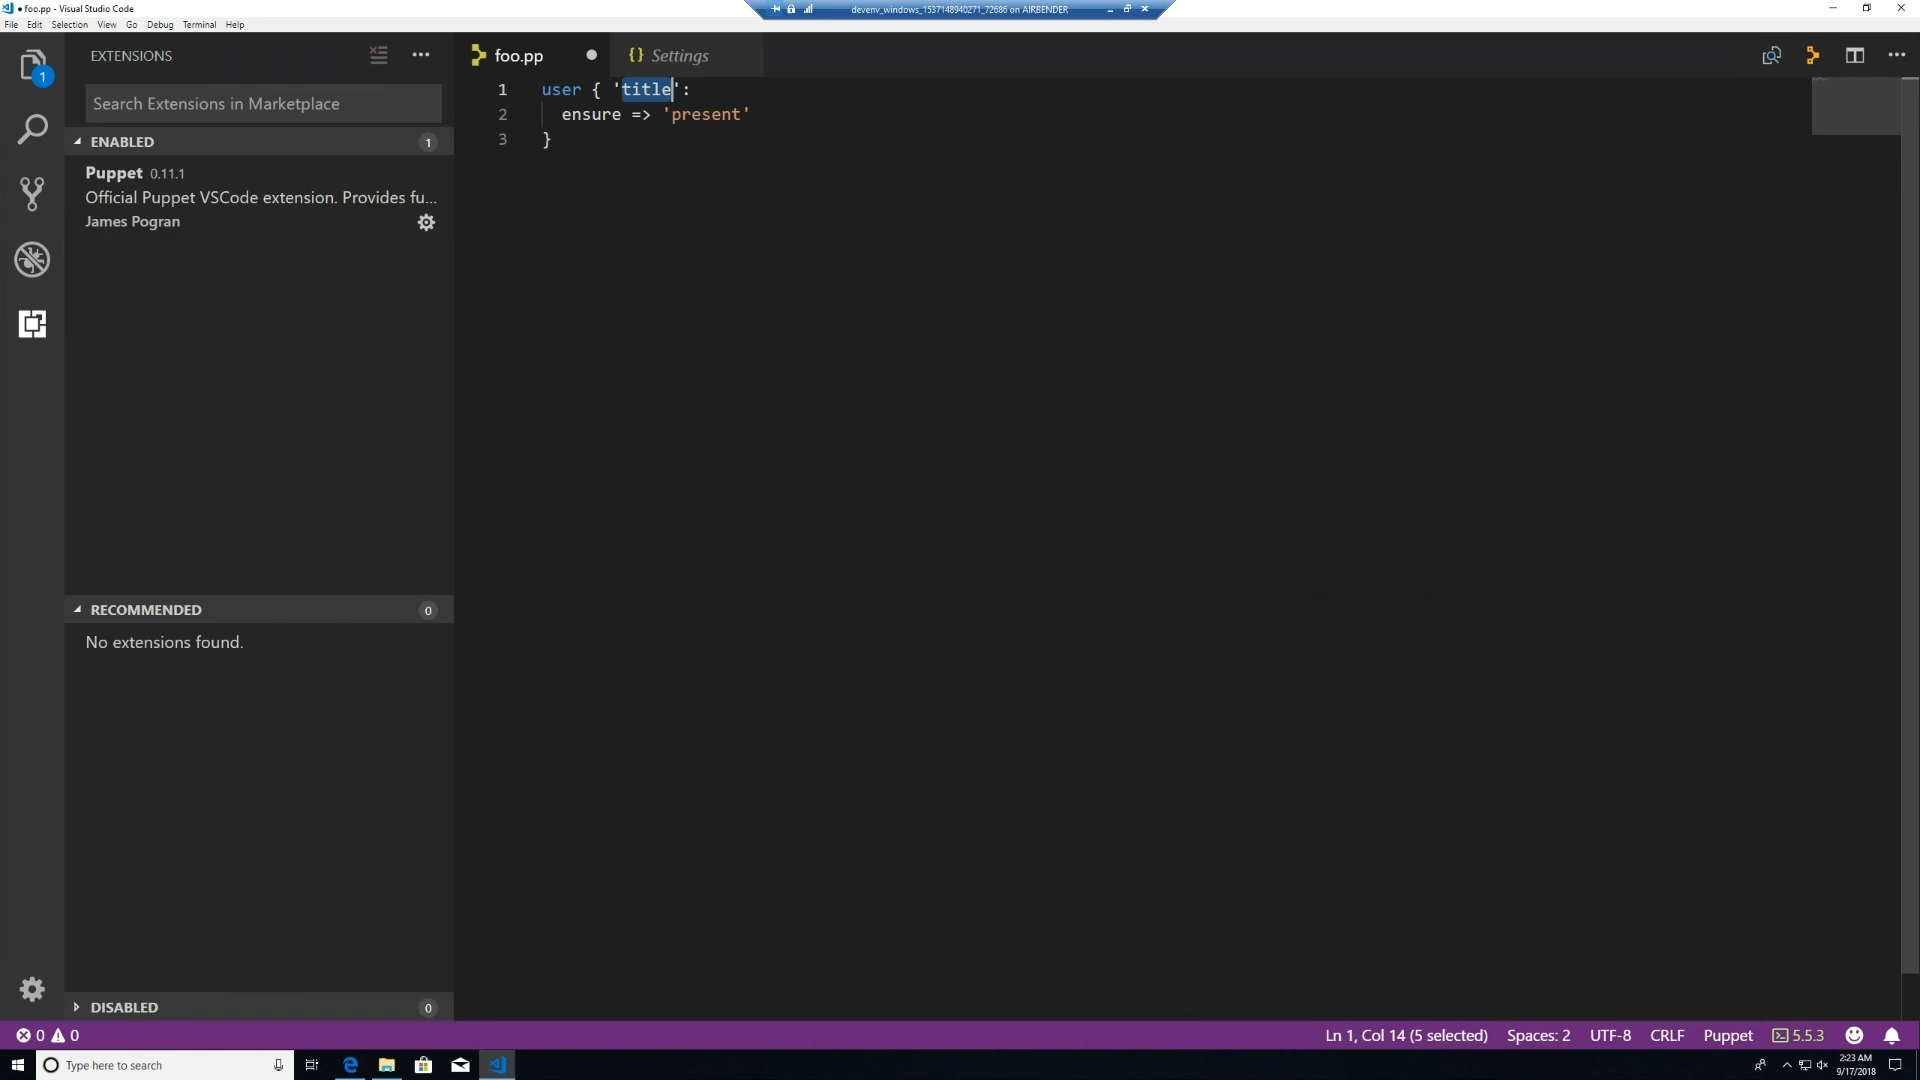 ● foo.pp - Visual Studio Code
devenv_windows_1537148940271_72686 on AIRBENDER
File Edit Selection View Go Debug Terminal Help
EXTENSIONS
foo.pp
{} Settings
1
Search Extensions in Marketplace
ENABLED 1
Puppet 0.11.1
Official Puppet VSCode extension. Provides fu...
James Pogran
1 user { 'title':
2 ensure => 'present'
3 }
RECOMMENDED 0
No extensions found.
DISABLED 0
0 0
Ln 1, Col 14 (5 selected) Spaces: 2 UTF-8 CRLF Puppet 5.5.3
Type here to search
2:23 AM
9/17/2018